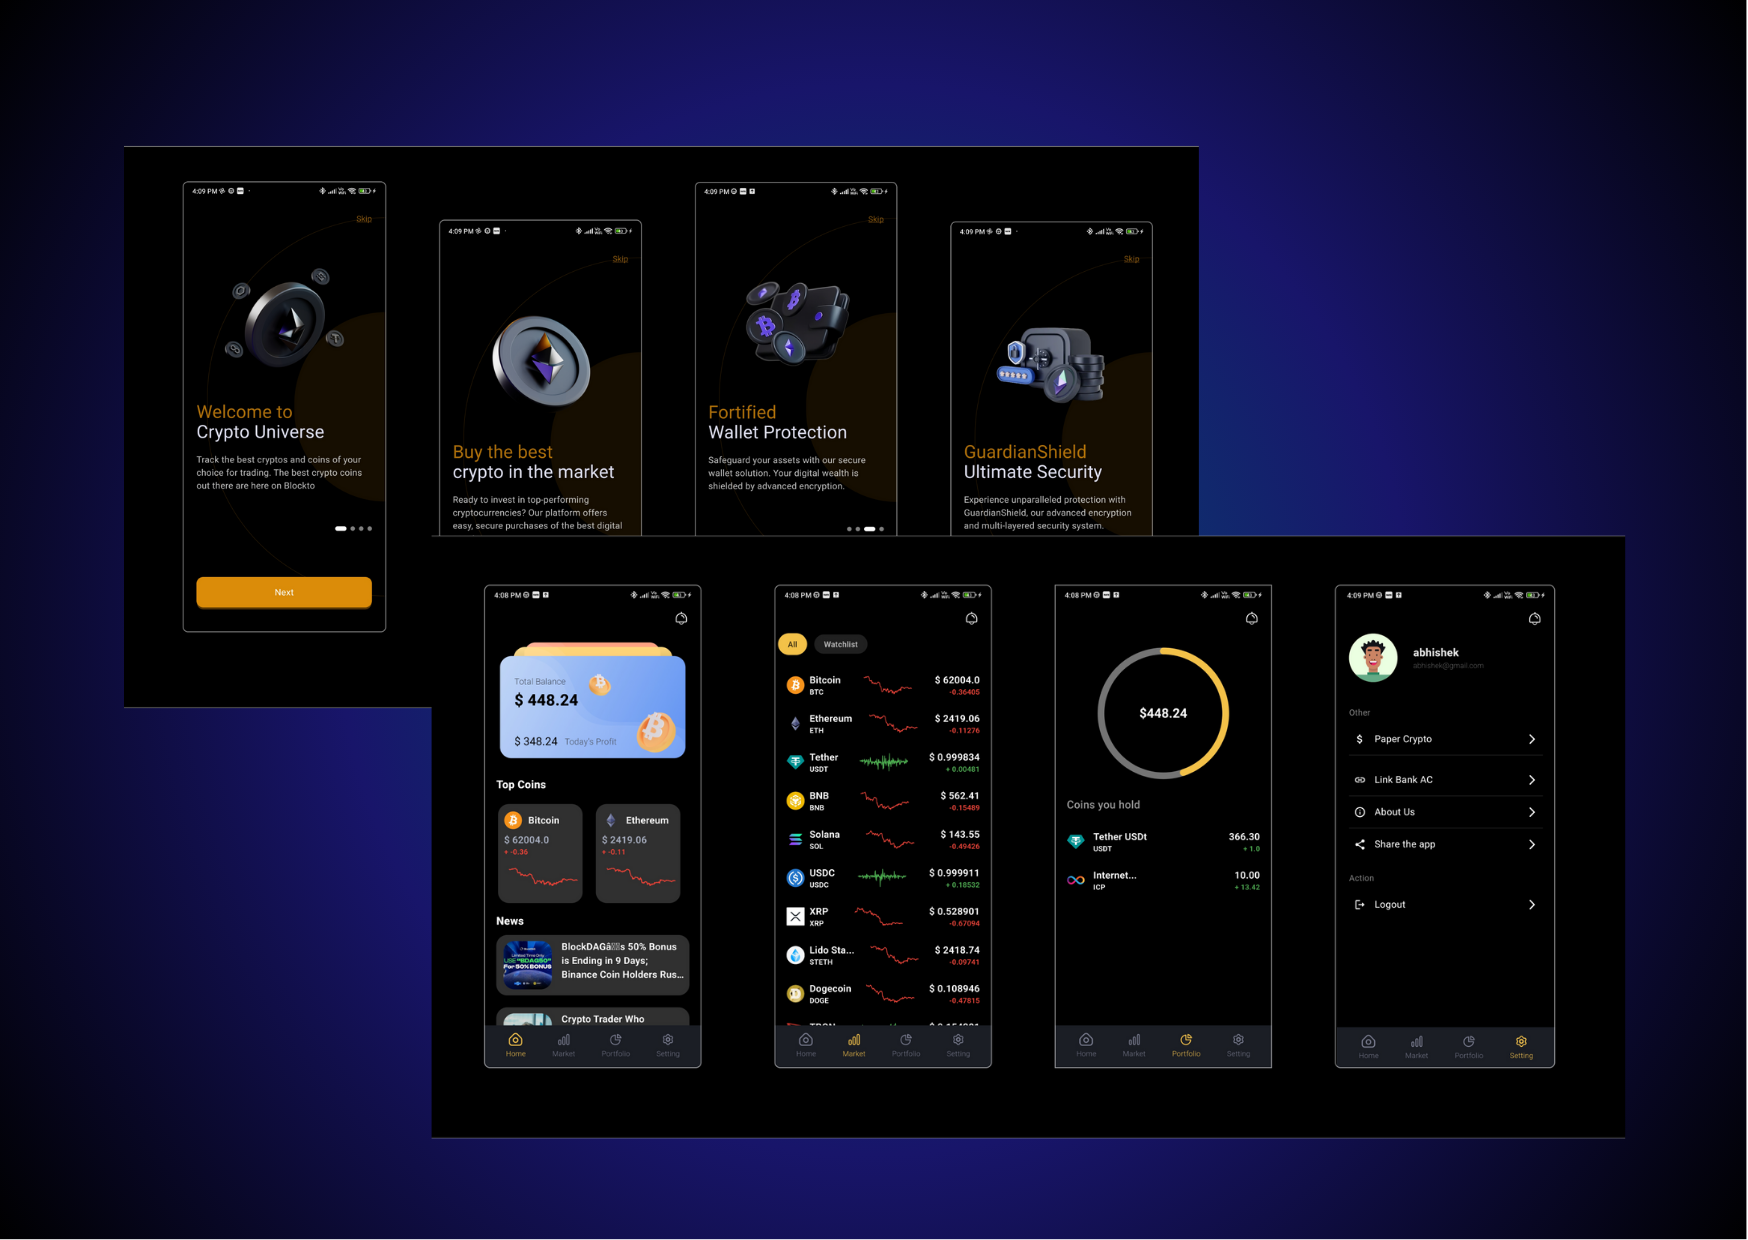 4:09 PM
Skip
Welcome to
Crypto Universe
Track the best cryptos and coins of your
choice for trading. The best crypto coins
out there are here on Blockto
Next
4:09 PM
Skip
Buy the best
crypto in the market
Ready to invest in top-performing
cryptocurrencies? Our platform offers
easy, secure purchases of the best digital
4:09 PM
Skip
Fortified
Wallet Protection
Safeguard your assets with our secure
wallet solution. Your digital wealth is
shielded by advanced encryption.
4:09 PM
Skip
GuardianShield
Ultimate Security
Experience unparalleled protection with
GuardianShield, our advanced encryption
and multi-layered security system.
4:08 PM
Total Balance
$ 448.24
$ 348.24 Today's Profit
Top Coins
Bitcoin
$ 62004.0
+ -0.36
Ethereum
$ 2419.06
+ -0.11
News
USE "BDAG50"
For 50% BONUS
BlockDAGâ s 50% Bonus
is Ending in 9 Days;
Binance Coin Holders Rus...
Crypto Trader Who
Home Market Portfolio Setting
4:08 PM
All Watchlist
Bitcoin $ 62004.0
BTC -0.36405
Ethereum $ 2419.06
ETH -0.11276
Tether $ 0.999834
USDT + 0.00481
BNB $ 562.41
BNB -0.15489
Solana $ 143.55
SOL -0.49426
USDC $ 0.999911
USDC + 0.18532
XRP $ 0.528901
XRP -0.67094
Lido Sta... $ 2418.74
STETH -0.09741
Dogecoin $ 0.108946
DOGE -0.47815
Home Market Portfolio Setting
4:08 PM
$448.24
Coins you hold
Tether USDt 366.30
USDT + 1.0
Internet... 10.00
ICP + 13.42
Home Market Portfolio Setting
4:09 PM
abhishek
abhishek@gmail.com
Other
Paper Crypto
Link Bank AC
About Us
Share the app
Action
Logout
Home Market Portfolio Setting